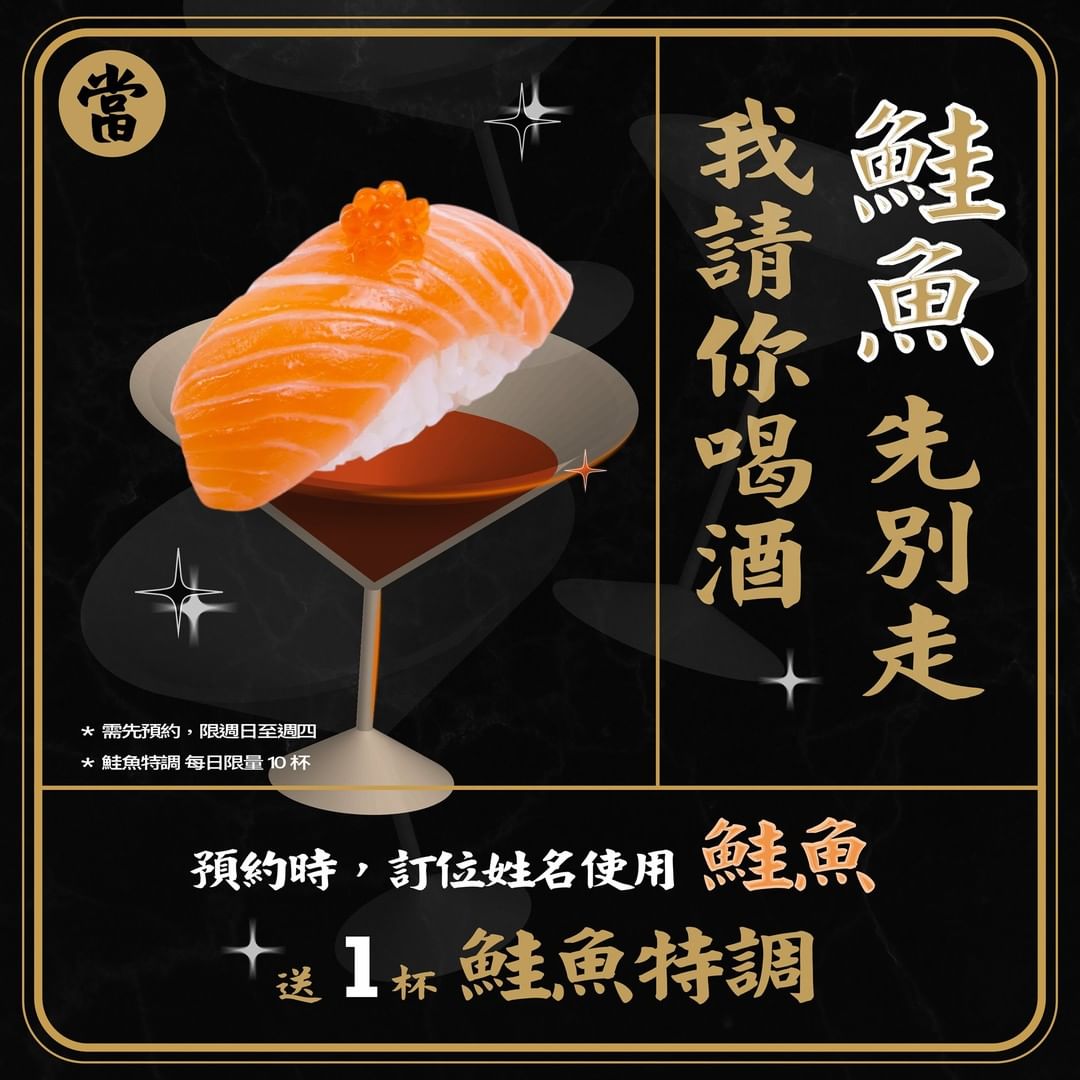 當
鮭魚 先別走
我請你喝酒
* 需先預約，限週日至週四
* 鮭魚特調 每日限量 10 杯
預約時，訂位姓名使用 鮭魚
送 1 杯 鮭魚特調